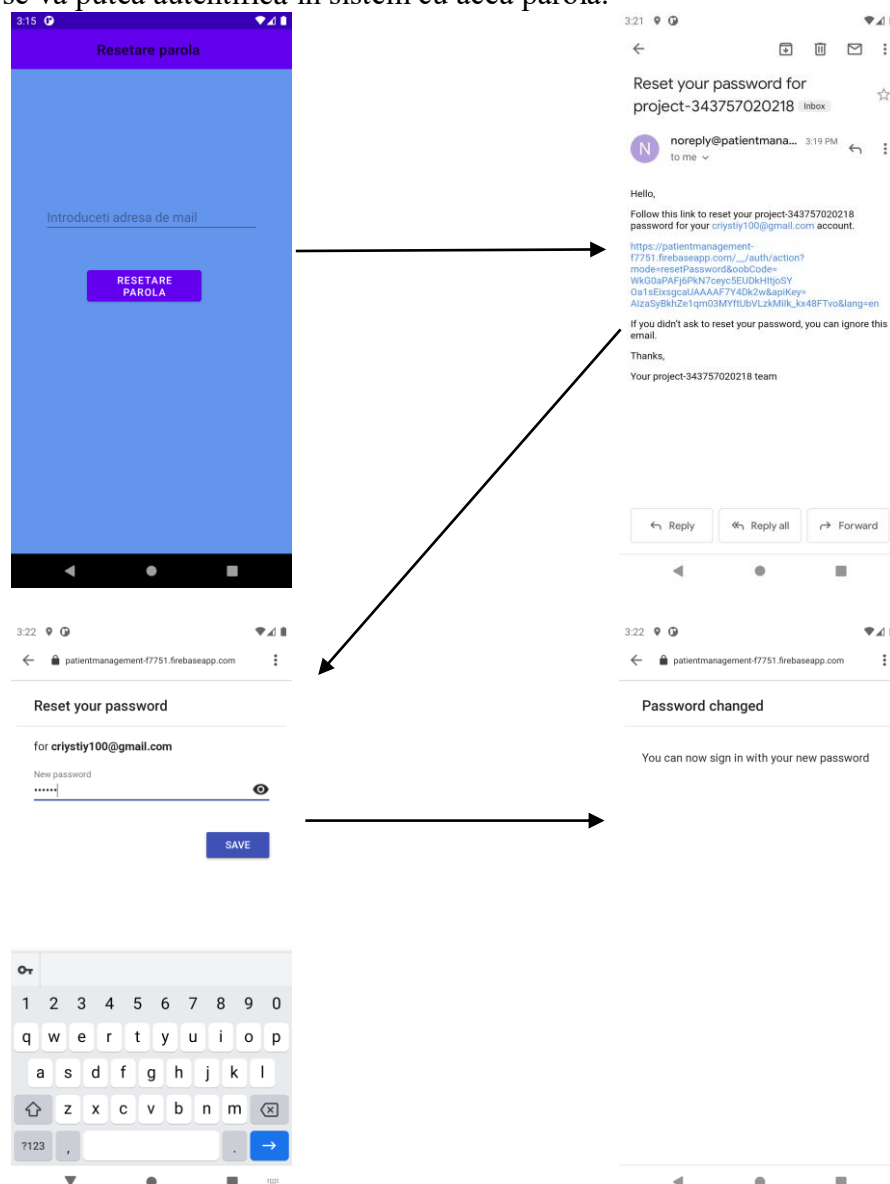 se va putea autentifica în sistem cu acea parolă.
3:15
Resetare parola
Introduceti adresa de mail
RESETARE
PAROLA
3:21
Reset your password for
project-343757020218 Inbox
N
noreply@patientmana... 3:19 PM
to me
Hello,
Follow this link to reset your project-343757020218
password for your criystiy100@gmail.com account.
https://patientmanagement-
f7751.firebaseapp.com/__/auth/action?
mode=resetPassword&oobCode=
If you didn't ask to reset your password, you can ignore this
email.
Thanks,
Your project-343757020218 team
Reply Reply all Forward
3:22
patientmanagement-f7751.firebaseapp.com
Reset your password
for criystiy100@gmail.com
New password
••••••
SAVE
1 2 3 4 5 6 7 8 9 0
q w e r t y u i o p
a s d f g h j k l
z x c v b n m
?123 , .
3:22
patientmanagement-f7751.firebaseapp.com
Password changed
You can now sign in with your new password